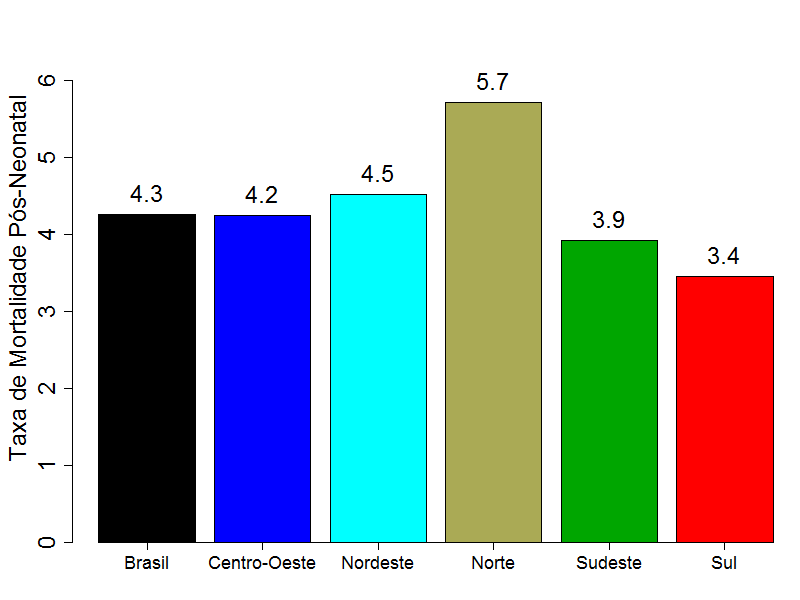 Taxa de Mortalidade Pós-Neonatal
6
5
4
3
2
1
0
4.3
4.2
4.5
5.7
3.9
3.4
Brasil
Centro-Oeste
Nordeste
Norte
Sudeste
Sul